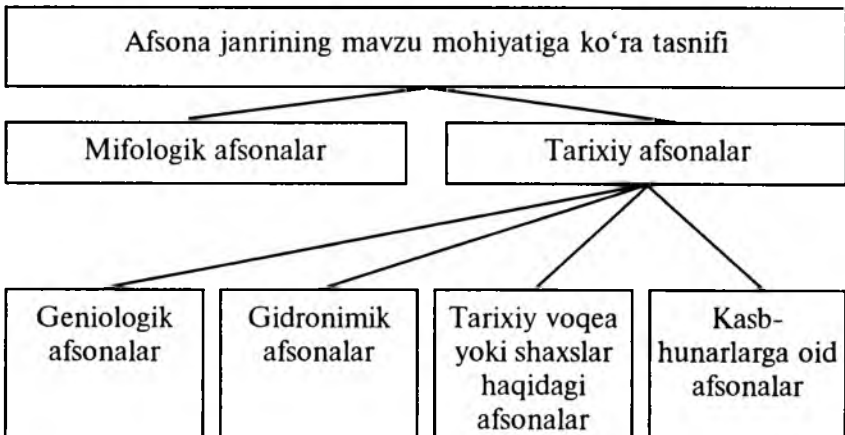 Afsona janrining mavzu mohiyatiga ko‘ra tasnifi
Mifologik afsonalar
Tarixiy afsonalar
Geniologik
afsonalar
Gidronimik
afsonalar
Tarixiy voqea
yoki shaxslar
haqidagi
afsonalar
Kasb-
hunarlarga oid
afsonalar